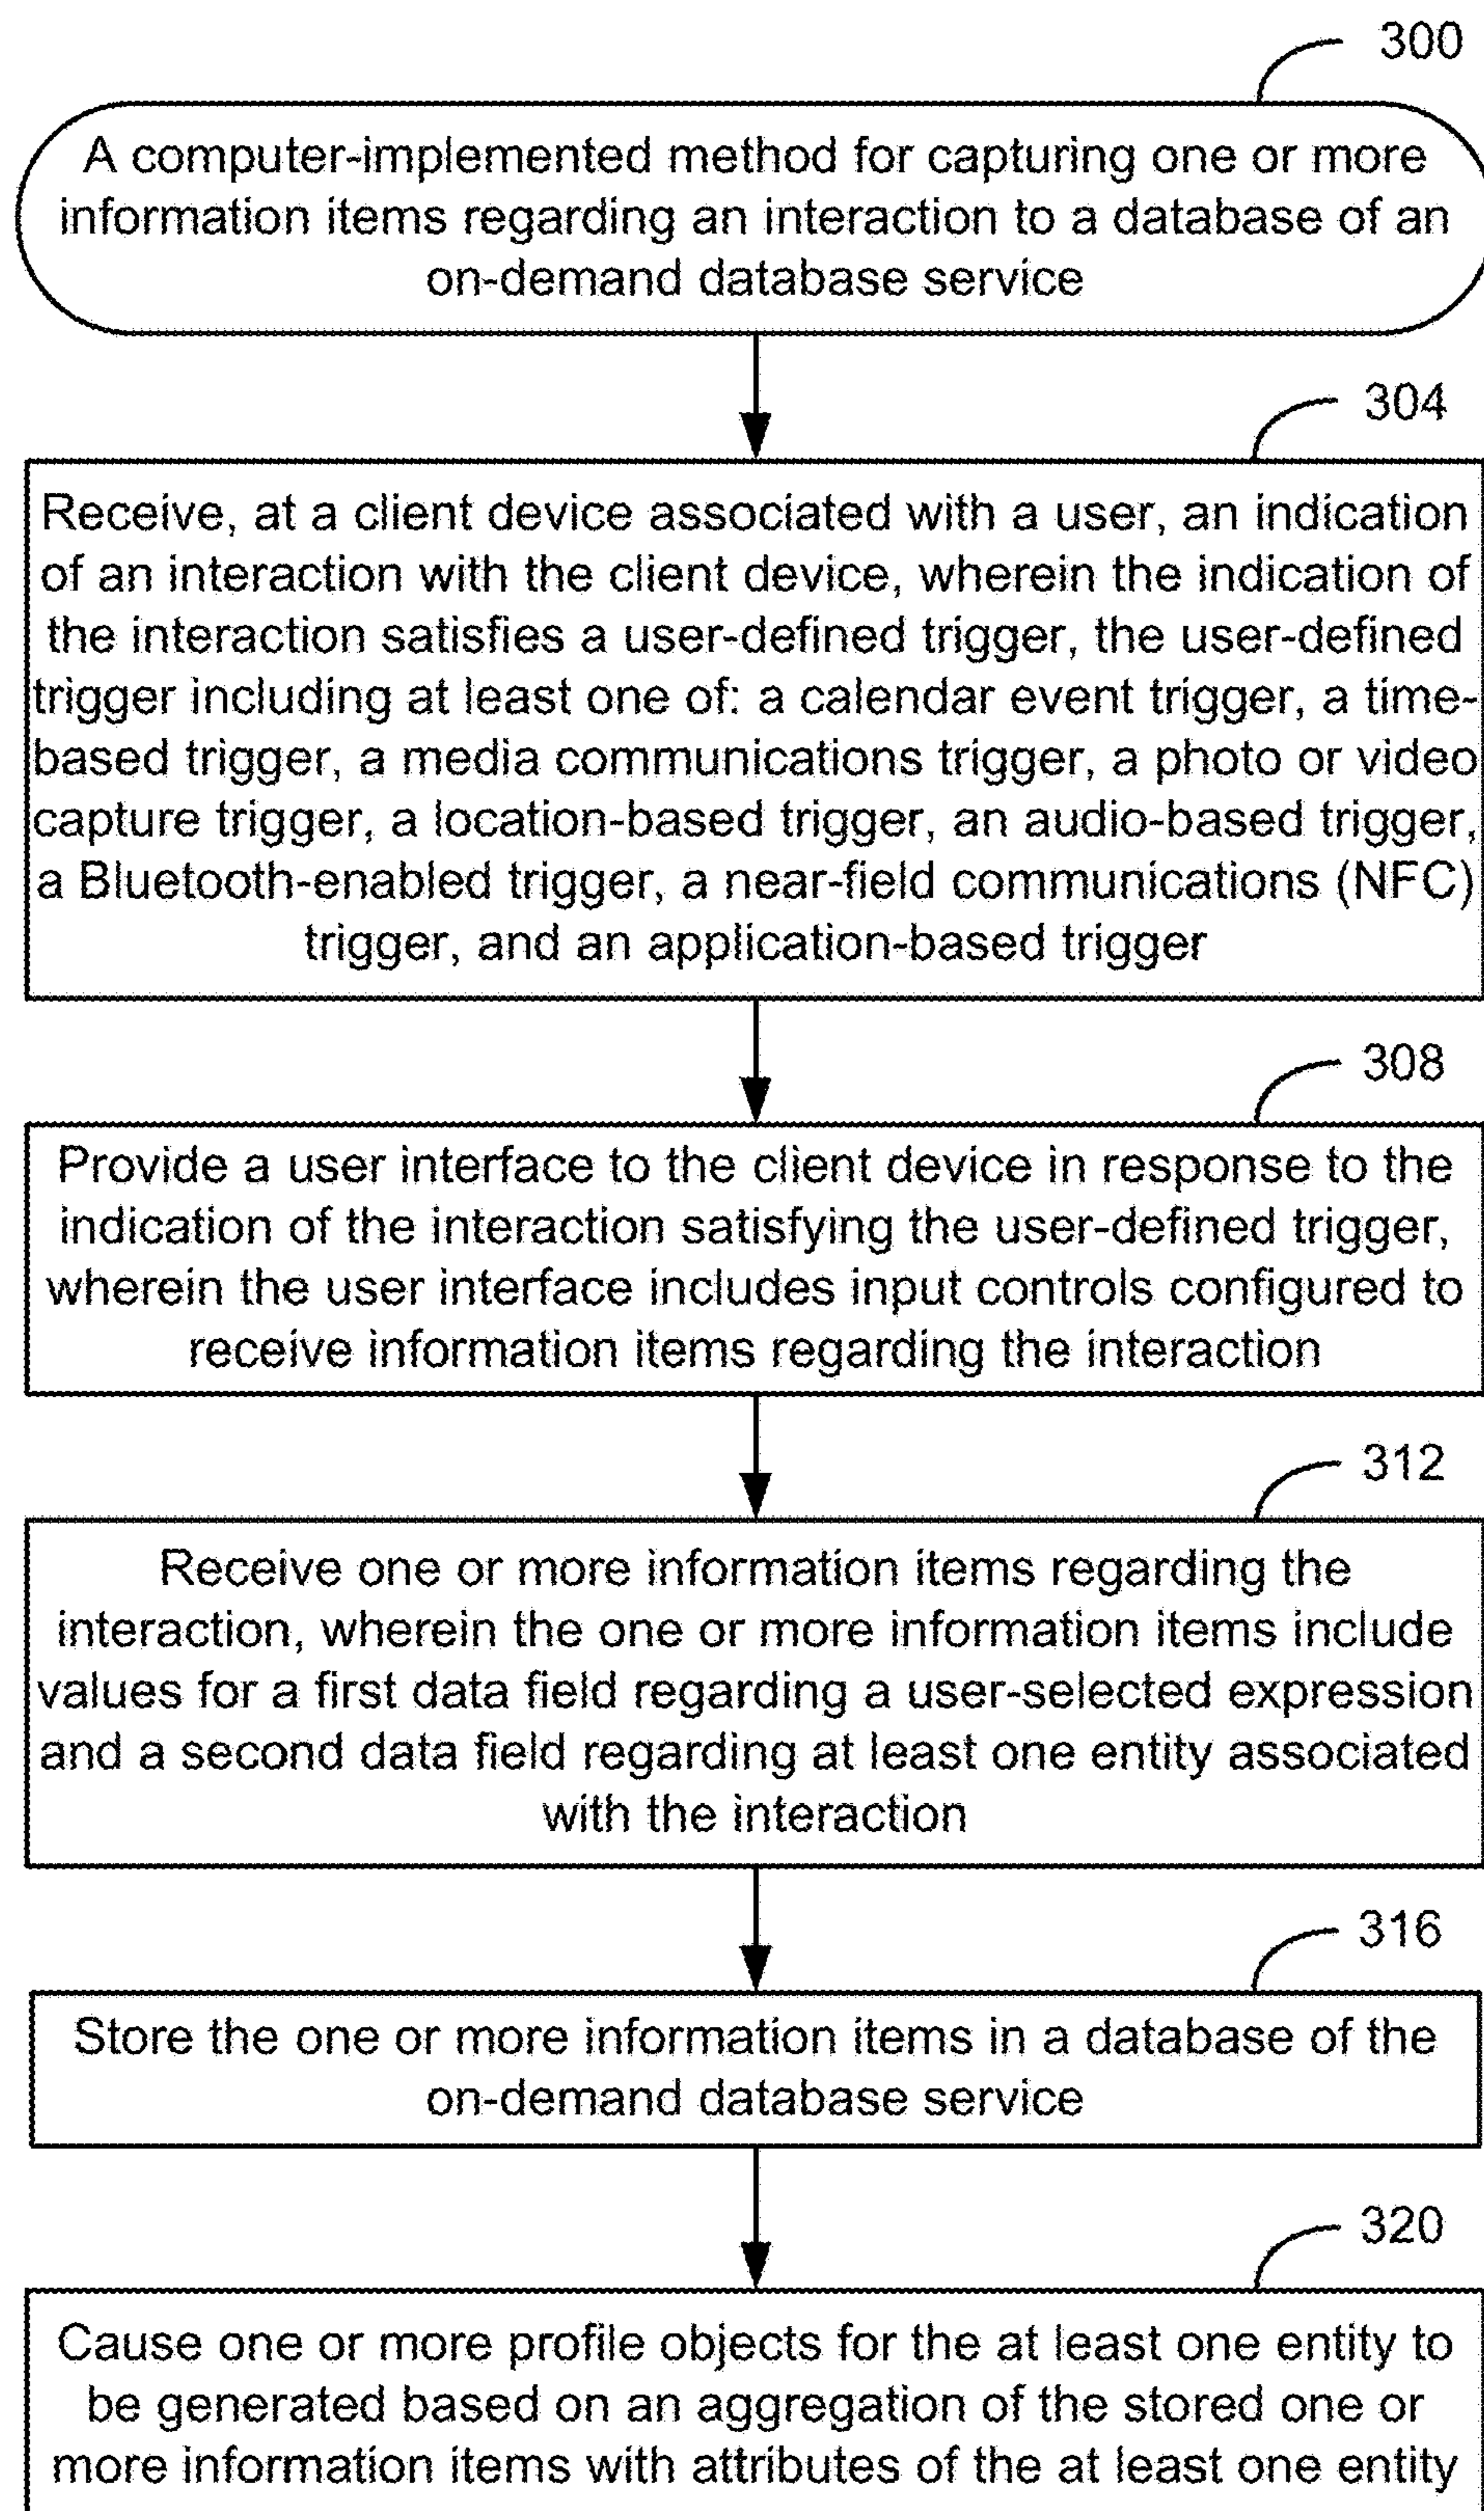 300
A computer-implemented method for capturing one or more
information items regarding an interaction to a database of an
on-demand database service
304
Receive, at a client device associated with a user, an indication
of an interaction with the client device, wherein the indication of
the interaction satisfies a user-defined trigger, the user-defined
trigger including at least one of: a calendar event trigger, a time-
based trigger, a media communications trigger, a photo or video
capture trigger, a location-based trigger, an audio-based trigger,
a Bluetooth-enabled trigger, a near-field communications (NFC)
trigger, and an application-based trigger
308
Provide a user interface to the client device in response to the
indication of the interaction satisfying the user-defined trigger,
wherein the user interface includes input controls configured to
receive information items regarding the interaction
312
Receive one or more information items regarding the
interaction, wherein the one or more information items include
values for a first data field regarding a user-selected expression
and a second data field regarding at least one entity associated
with the interaction
316
Store the one or more information items in a database of the
on-demand database service
320
Cause one or more profile objects for the at least one entity to
be generated based on an aggregation of the stored one or
more information items with attributes of the at least one entity